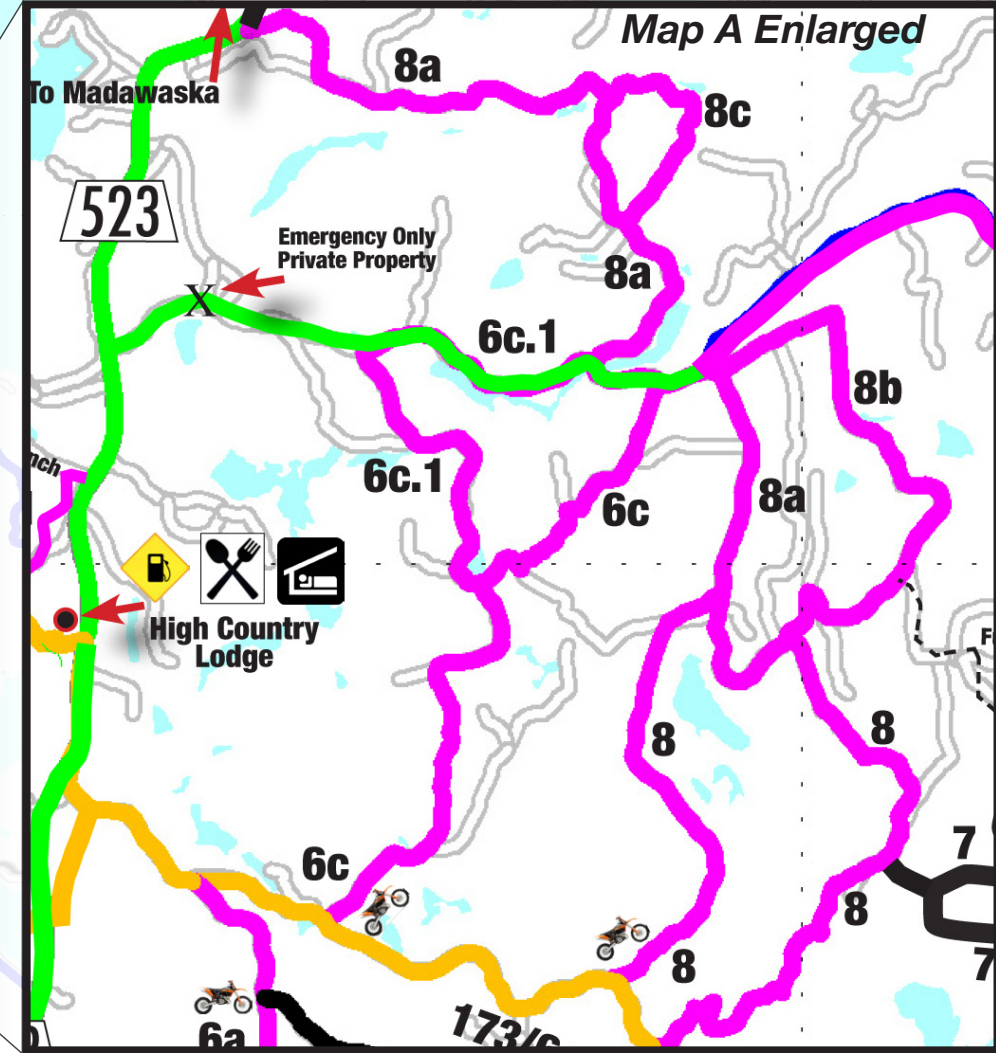 Map A Enlarged
To Madawaska
8a
8c
523
Emergency Only
Private Property
X
8a
6c.1
8b
6c.1
6c
8a
High Country
Lodge
8
8
6c
7
8
8
7
6a